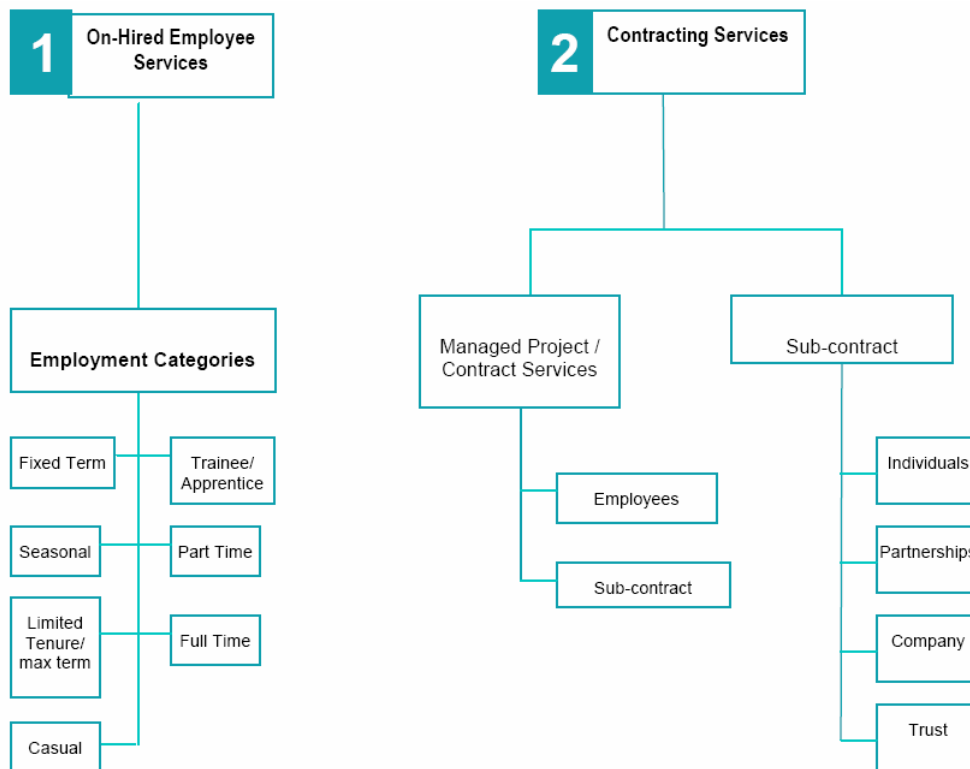 1
On-Hired Employee
Services
2
Contracting Services
Employment Categories
Managed Project /
Contract Services
Sub-contract
Fixed Term
Trainee/
Apprentice
Seasonal
Part Time
Limited
Tenure/
max term
Full Time
Casual
Employees
Sub-contract
Individuals
Partnerships
Company
Trust